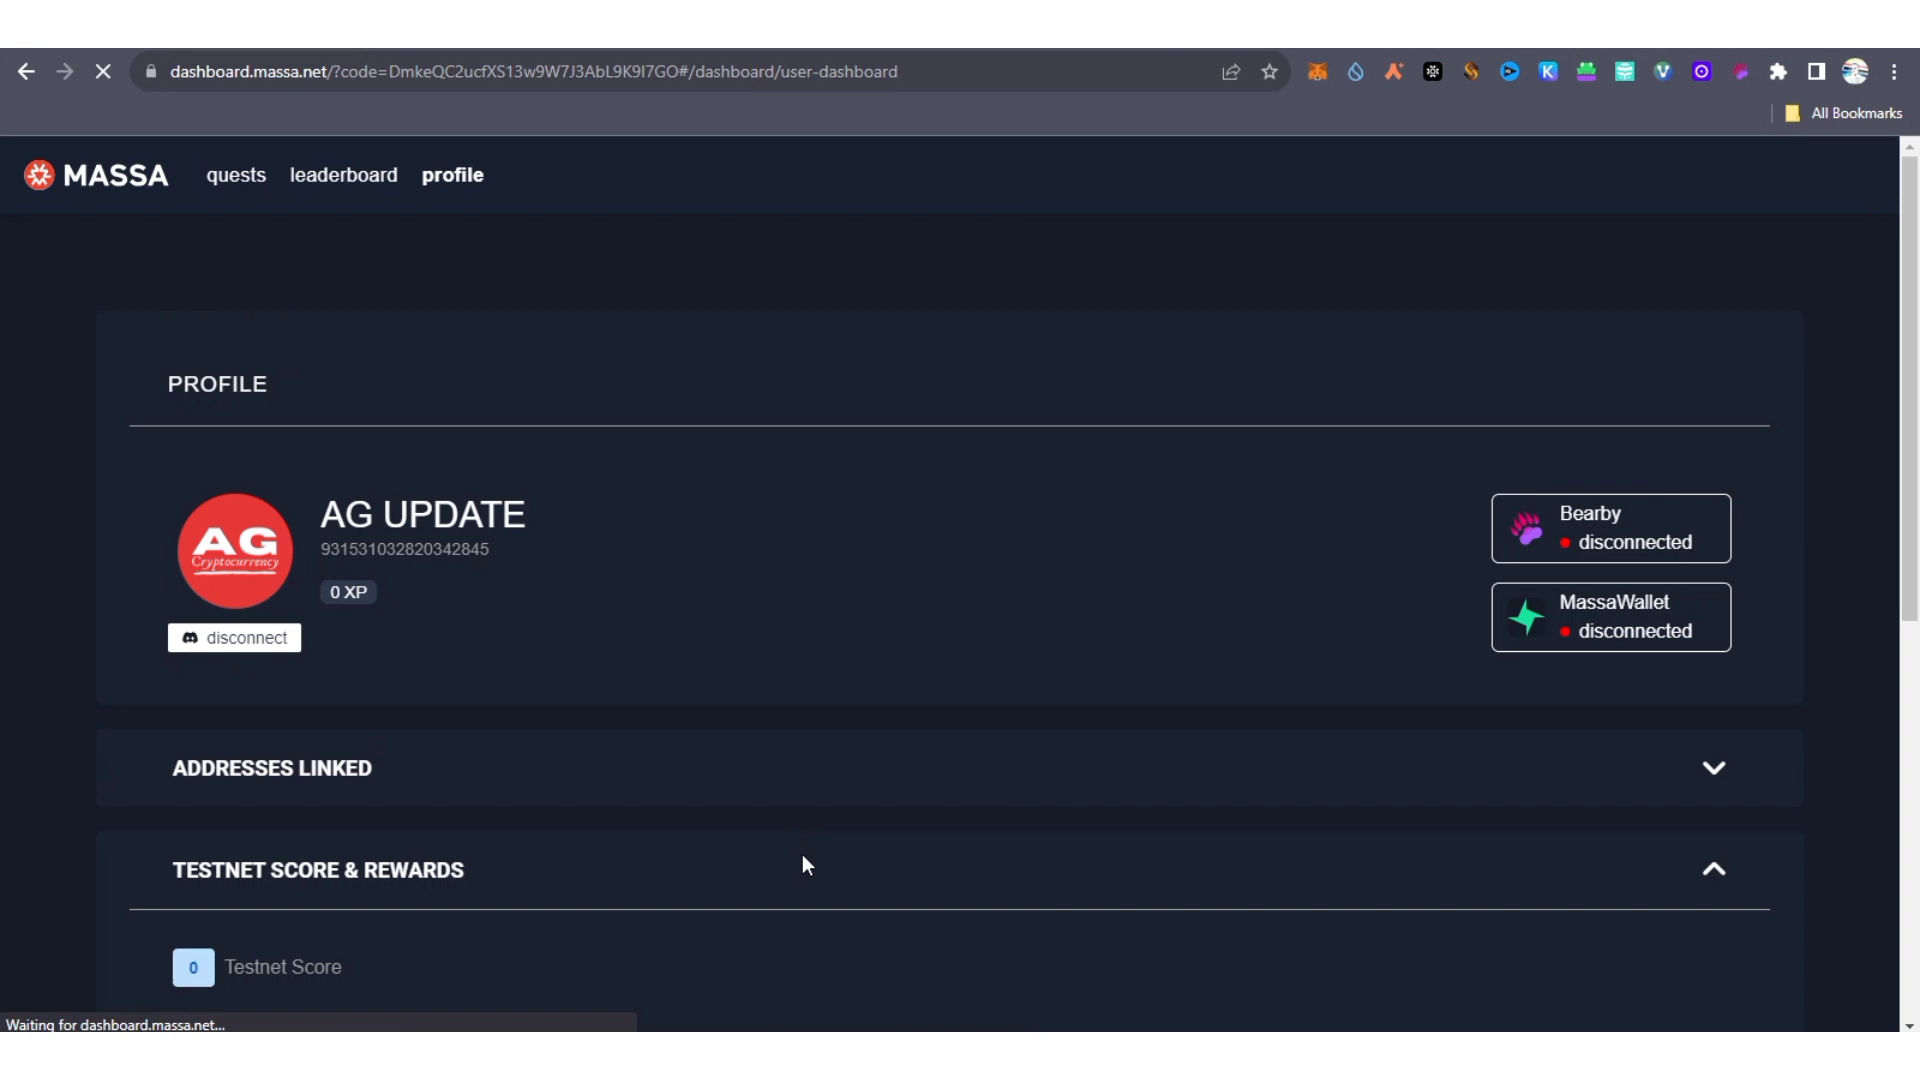 dashboard.massa.net/?code=DmkeQC2ucfXS13w9W7J3AbL9K9I7GO#/dashboard/user-dashboard
All Bookmarks
MASSA quests leaderboard profile
PROFILE
AG
Cryptocurrency
AG UPDATE
931531032820342845
0 XP
disconnect
Bearby
disconnected
MassaWallet
disconnected
ADDRESSES LINKED
TESTNET SCORE & REWARDS
0 Testnet Score
Waiting for dashboard.massa.net...